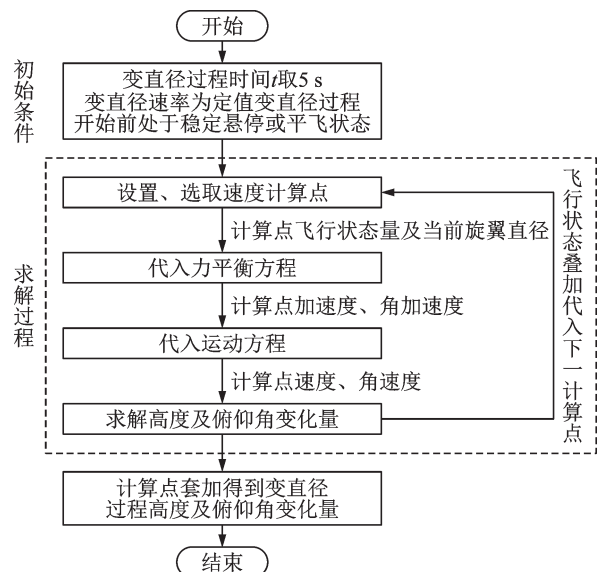 开始
初始条件
变直径过程时间t取5 s
变直径速率为定值变直径过程
开始前处于稳定悬停或平飞状态
求解过程
设置、选取速度计算点
计算点飞行状态量及当前旋翼直径
代入力平衡方程
计算点加速度、角加速度
代入运动方程
计算点速度、角速度
求解高度及俯仰角变化量
飞行状态叠加代入下一计算点
计算点套加得到变直径
过程高度及俯仰角变化量
结束